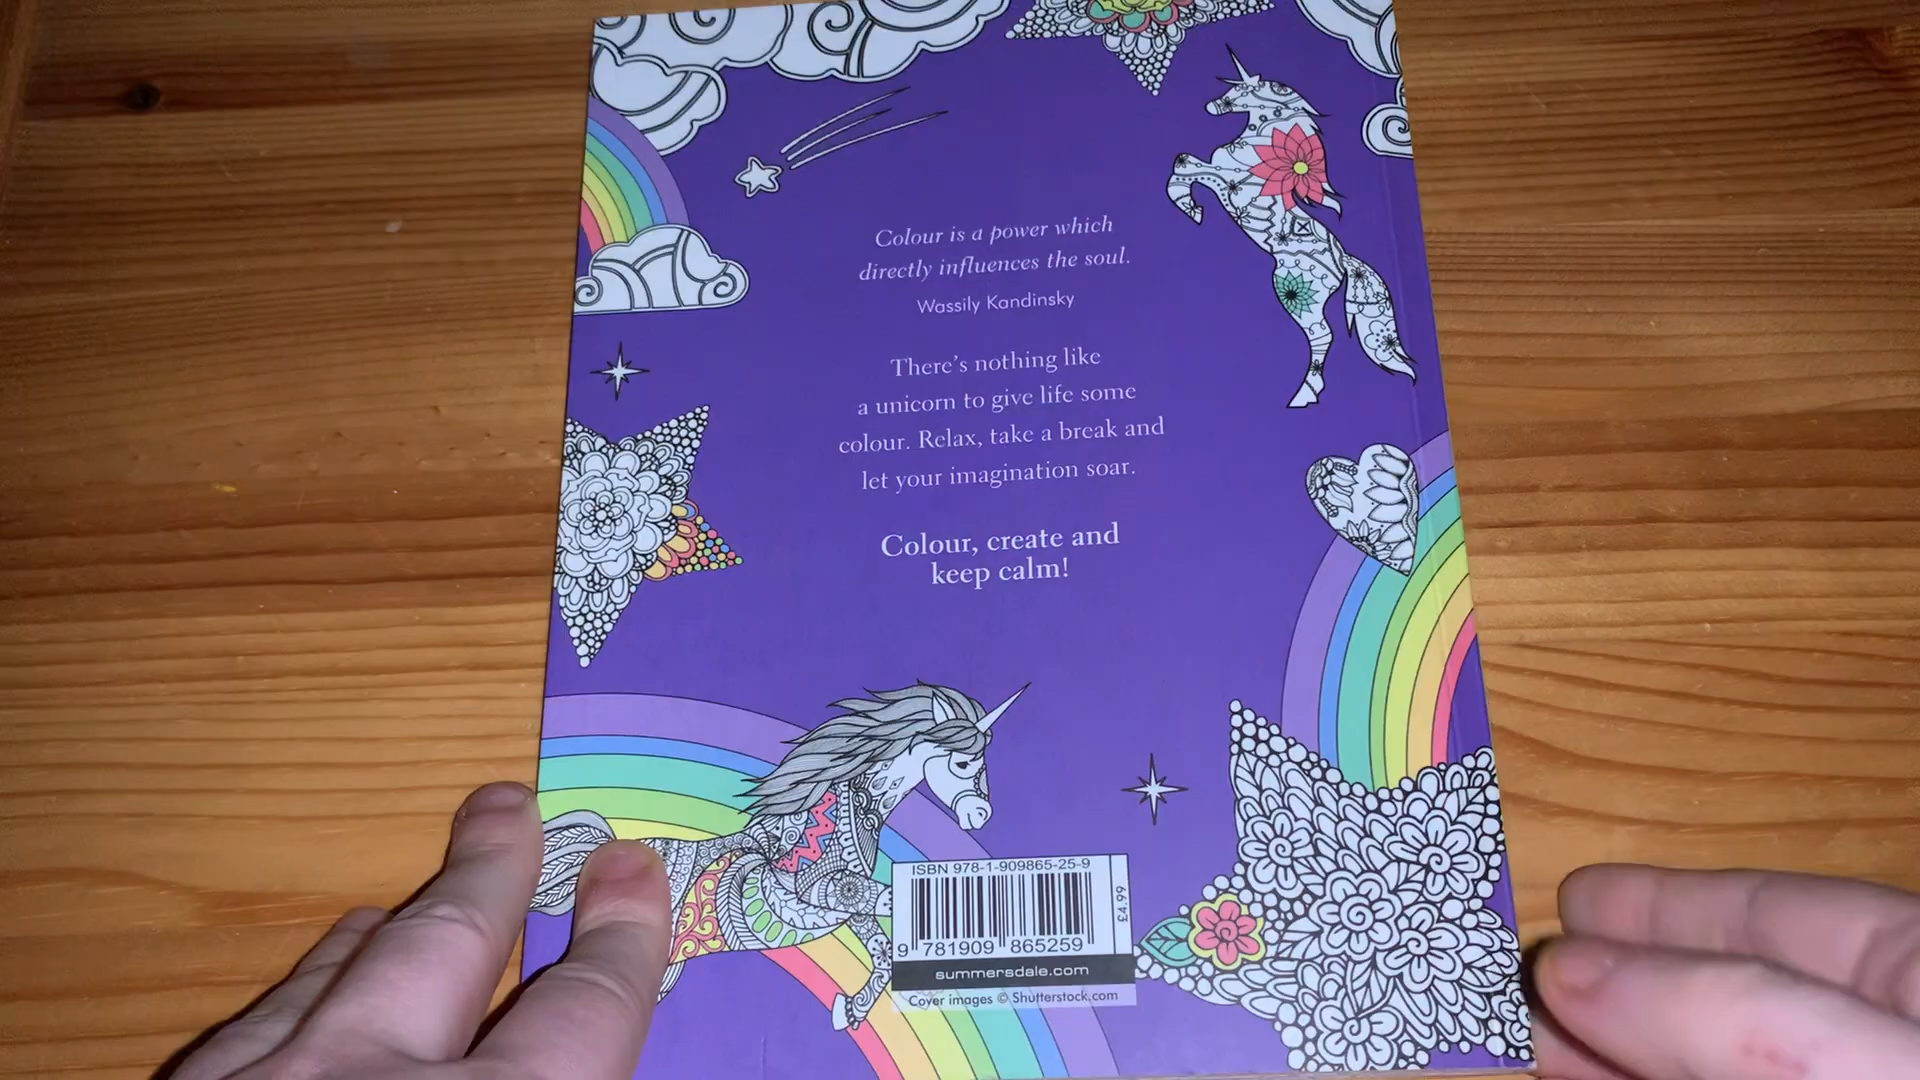 Colour is a power which
directly influences the soul.
Wassily Kandinsky
There's nothing like
a unicorn to give life some
colour. Relax, take a break and
let your imagination soar.
Colour, create and
keep calm!
ISBN 978-1-909865-25-9
£4.99
9 781909 865259
summersdale.com
Cover images © Shutterstock.com